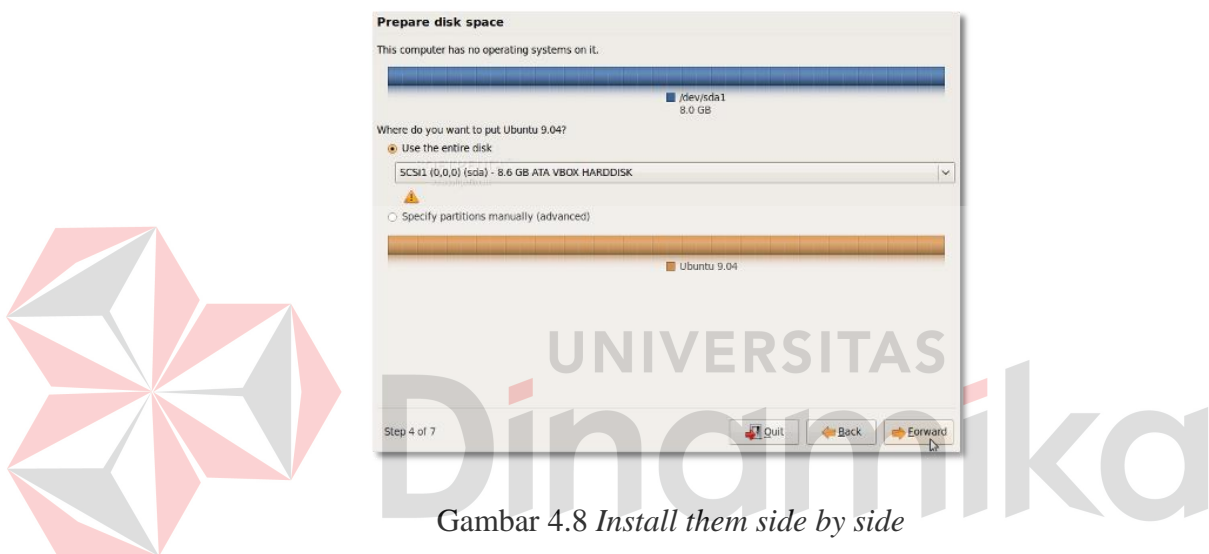 Prepare disk space
This computer has no operating systems on it.
/dev/sda1
8.0 GB
Where do you want to put Ubuntu 9.04?
Use the entire disk
SCSI1 (0,0,0) (sda) - 8.6 GB ATA VBOX HARDDISK
Specify partitions manually (advanced)
Ubuntu 9.04
UNIVERSITAS
Dinamika
Step 4 of 7
Quit
Back
Forward
Gambar 4.8 Install them side by side